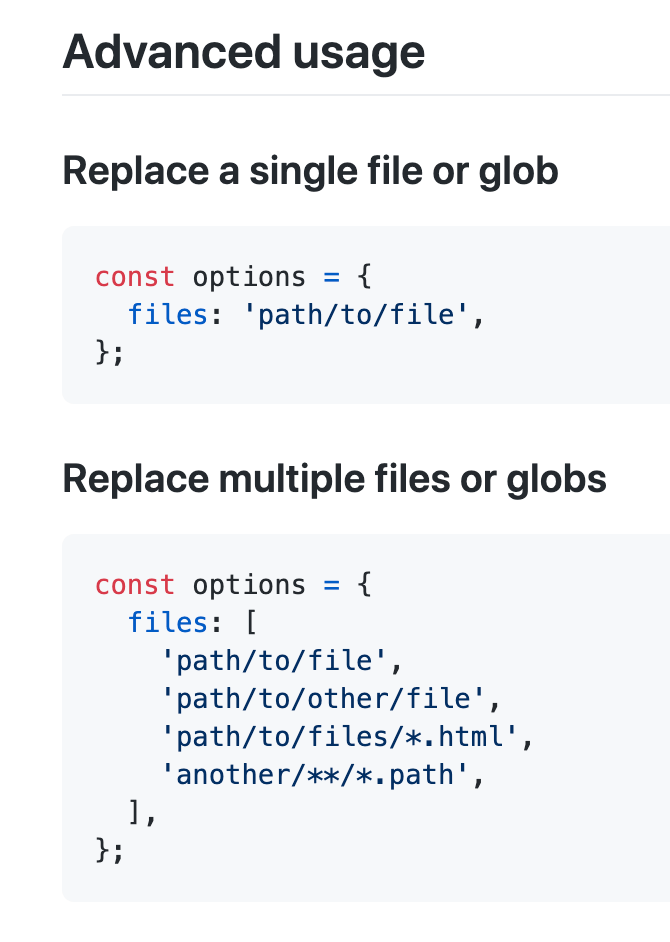 Advanced usage
Replace a single file or glob
const options = {
  files: 'path/to/file',
};
Replace multiple files or globs
const options = {
  files: [
    'path/to/file',
    'path/to/other/file',
    'path/to/files/*.html',
    'another/**/*.path',
  ],
};